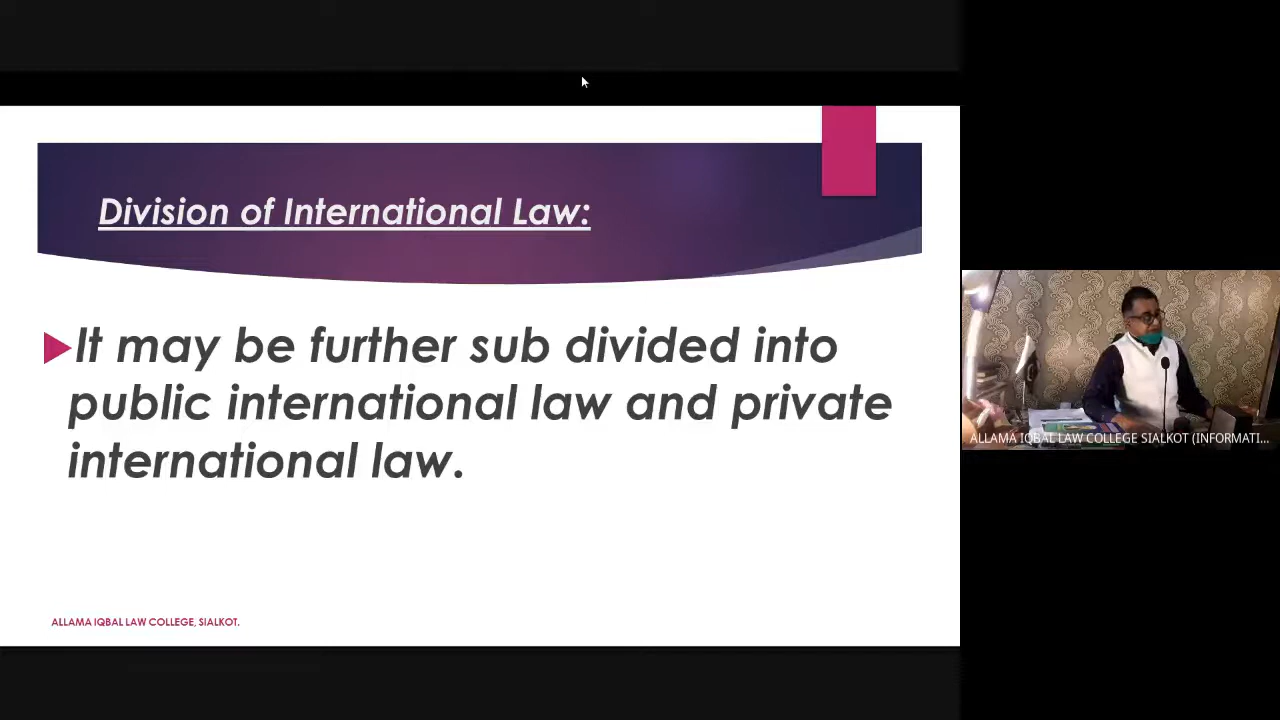 Division of International Law:
It may be further sub divided into
public international law and private
international law.
ALLAMA IQBAL LAW COLLEGE, SIALKOT.
ALLAMA IQBAL LAW COLLEGE SIALKOT (INFORMATI...